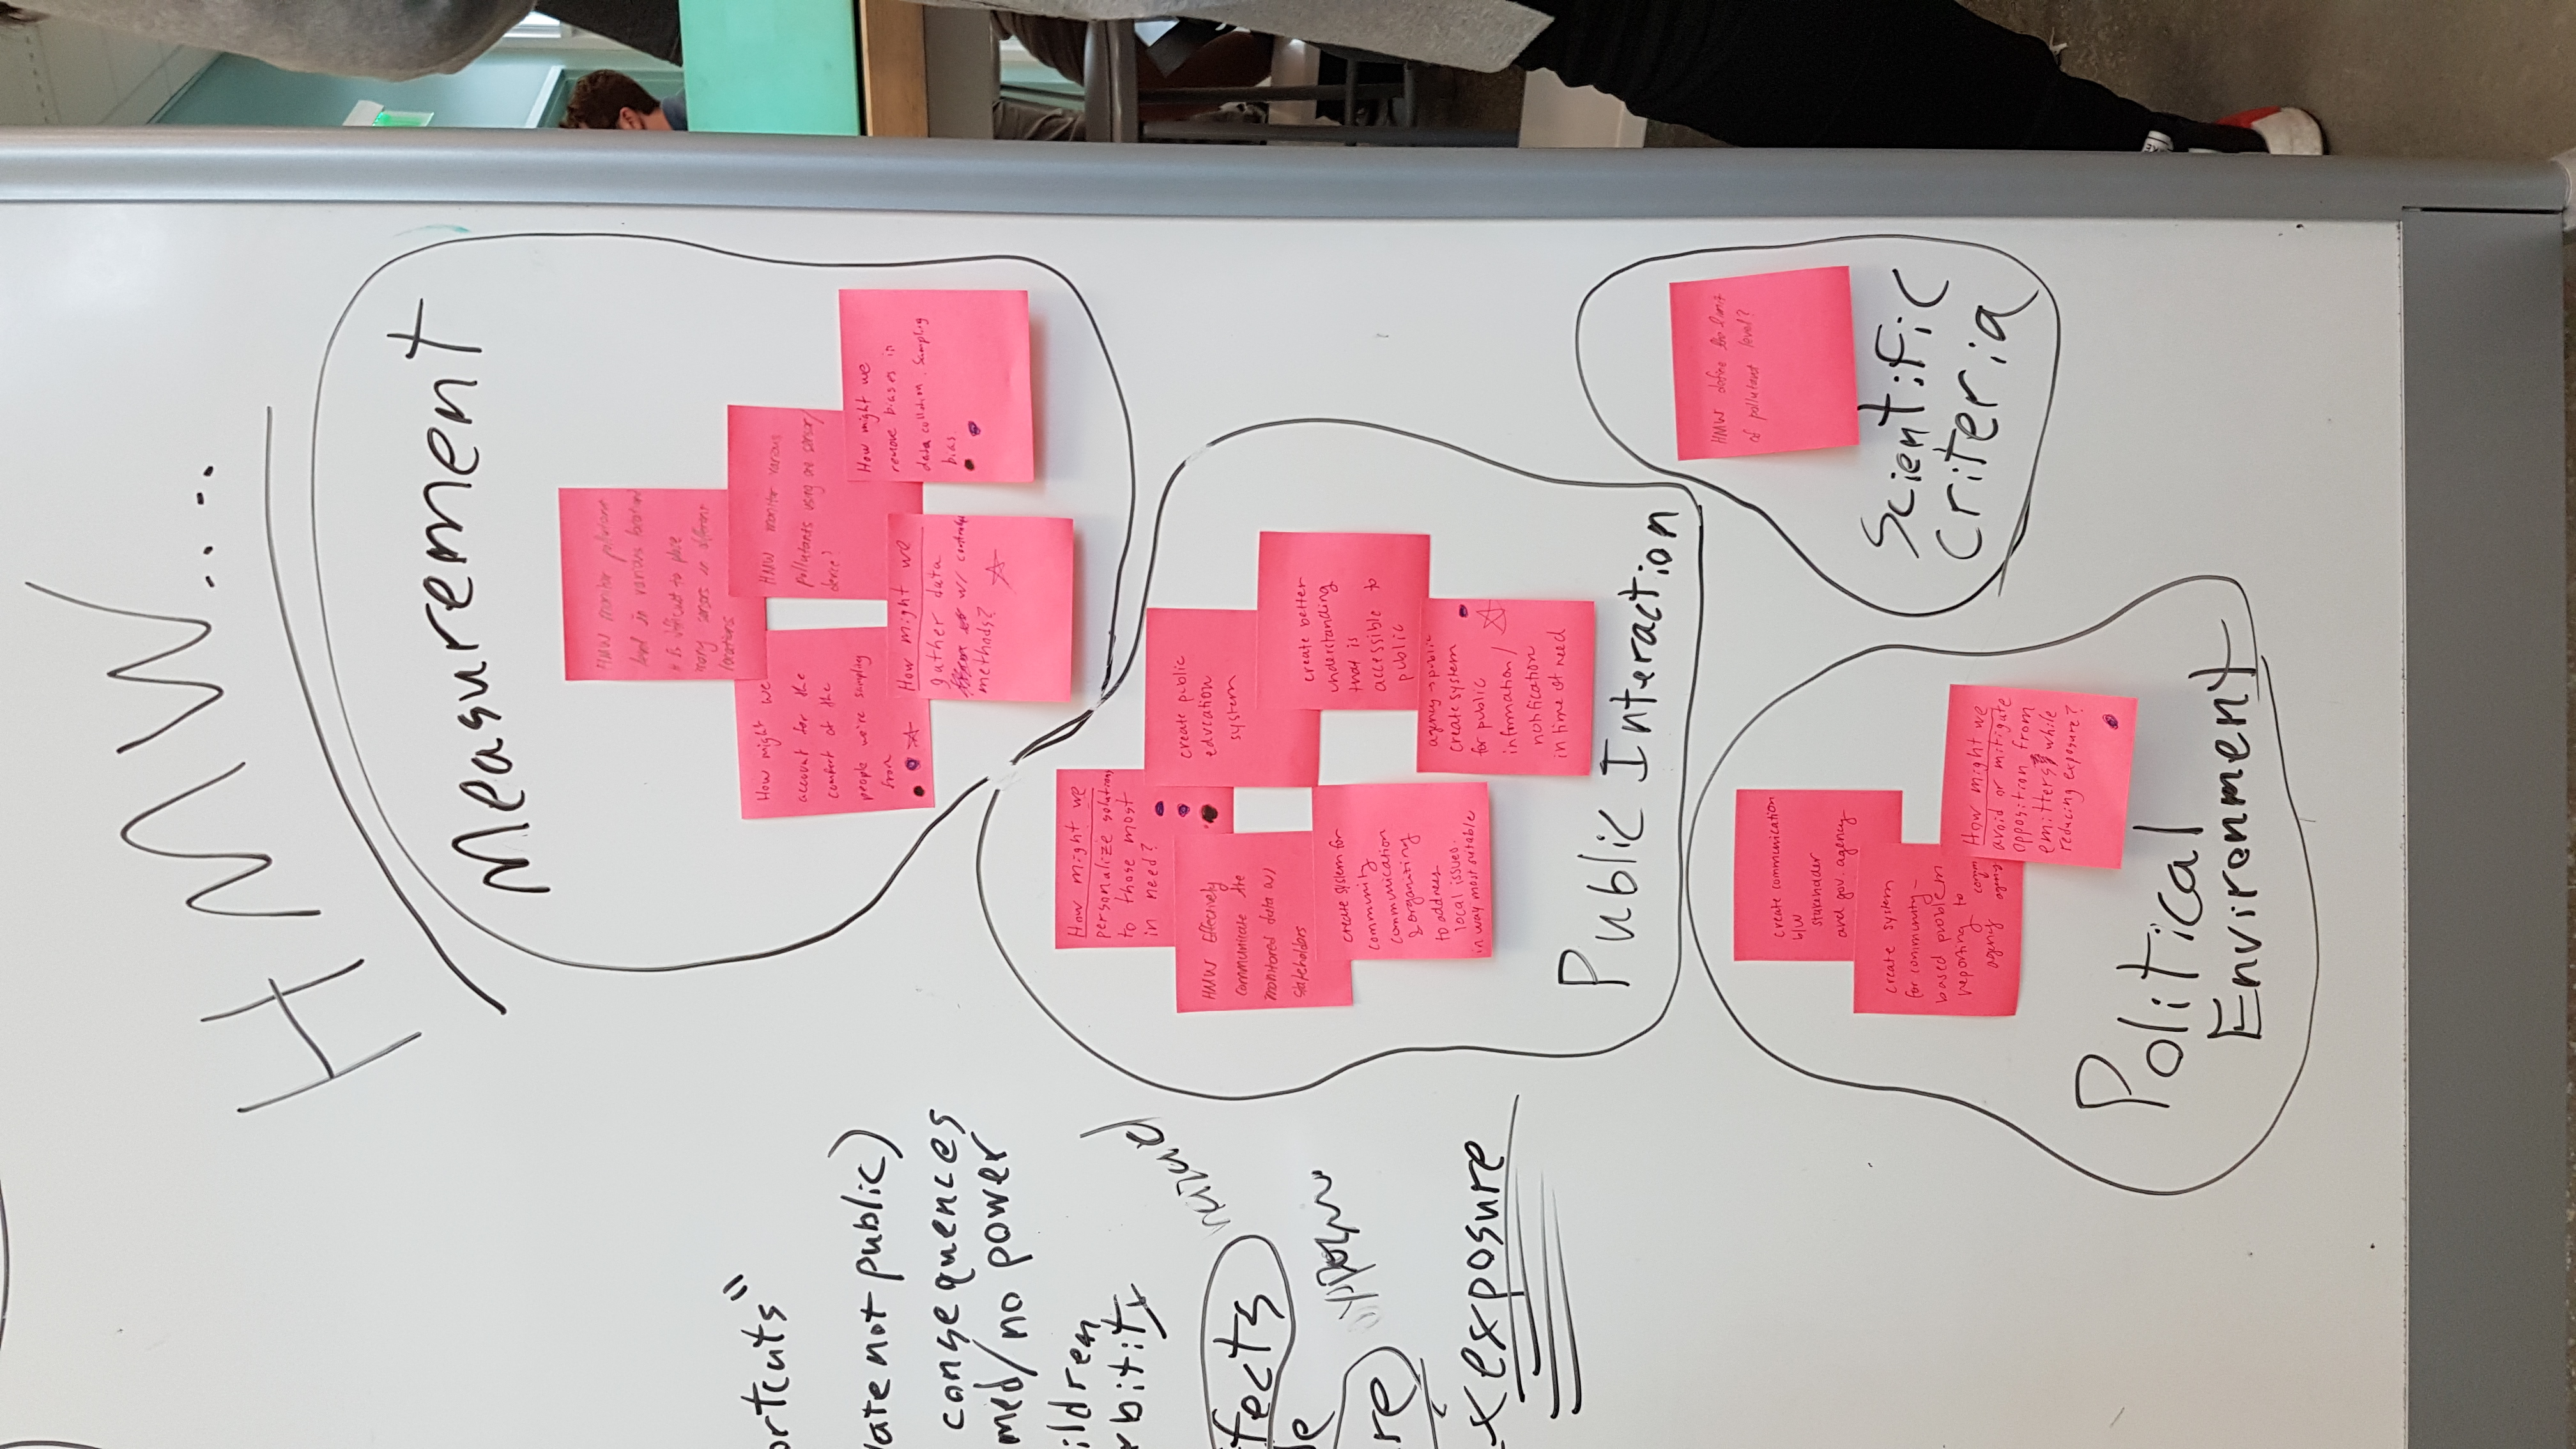 HMW....
Measurement
HMW monitor pollutant
level in various locations
* Is difficult to place
many sensors in different
locations
How might we
account for the
comfort of the
people we're sampling
from
HMW monitor various
pollutants using one sensor/
device?
How might we
gather data
w/
methods?
How might we
remove biases in
data collection. Sampling
bias.
ortcuts"
ate not public)
consequences
med/no power
ildren
rbitity
fects
hazard
de
re
exposure
How might we
personalize solutions
to those most
in need?
HMW Effectively
communicate the
monitored data w/
stakeholders
create public
education
system
create better
understanding
that is
accessible to
public
create system for
community
communication
& organizing
to address
local issues.
in way most suitable
agency → public
create system
for public
information/
notification
in time of need
Public Interaction
HMW define the limit
of pollutant level?
Scientific
Criteria
create communication
b/w
stakeholder
and gov. agency
create system
for community-
based problem
reporting to
agency
comm
agency
How might we
avoid or mitigate
opposition from
emitters while
reducing exposure?
Political
Environment